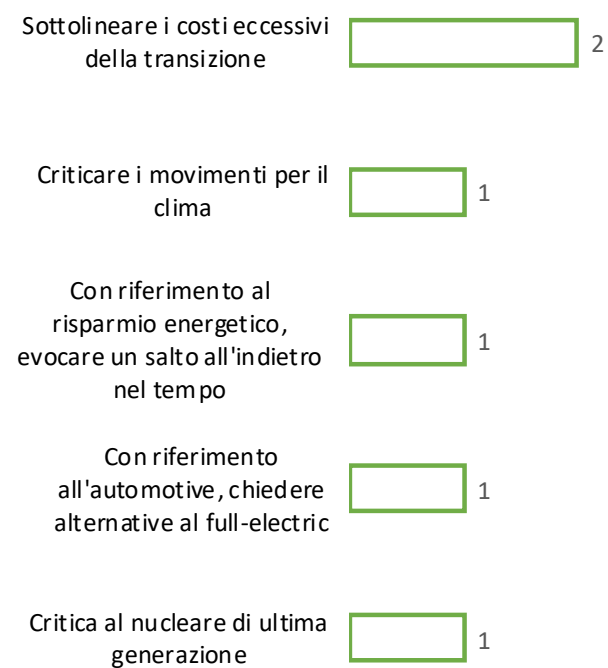 Sottolineare i costi eccessivi
della transizione
2
Criticare i movimenti per il
clima
1
Con riferimento al
risparmio energetico,
evocare un salto all'indietro
nel tempo
1
Con riferimento
all'automotive, chiedere
alternative al full-electric
1
Critica al nucleare di ultima
generazione
1